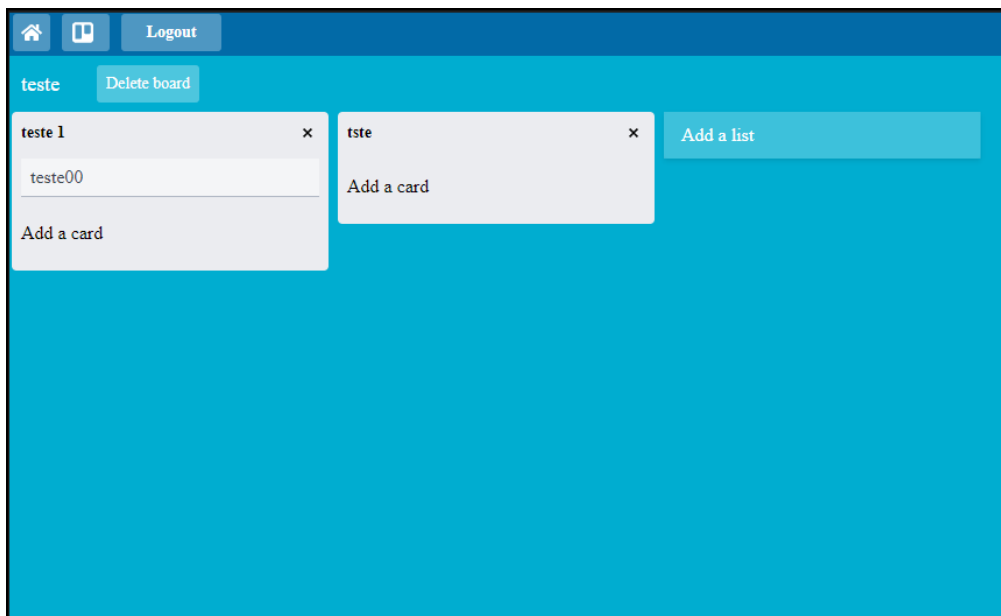 Logout
teste
Delete board
teste 1
×
teste00
Add a card
tste
×
Add a card
Add a list